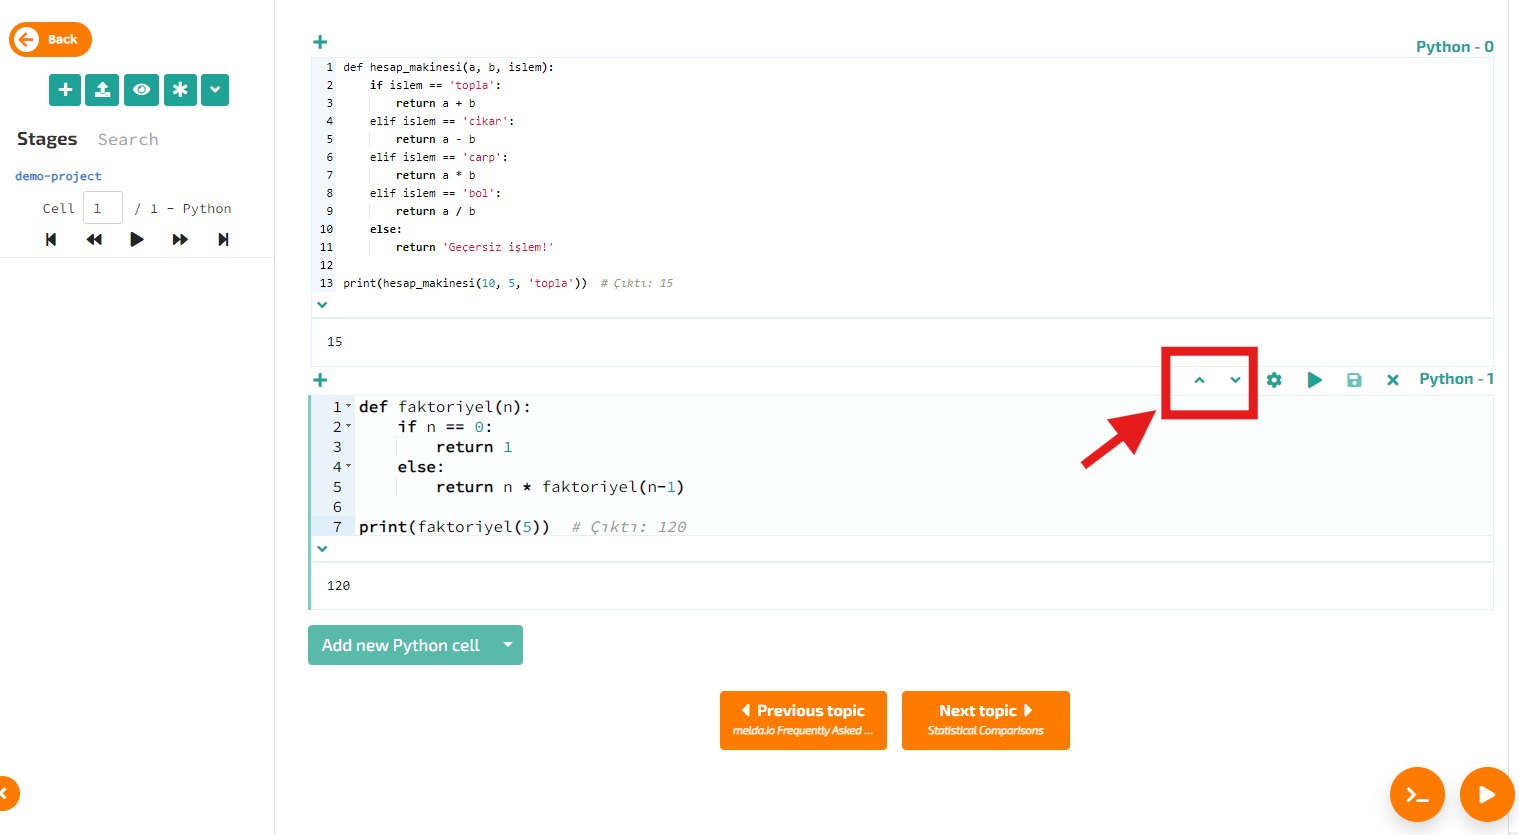 Back
Stages Search
demo-project
Cell 1 / 1 - Python
Python - 0
1 def hesap_makinesi(a, b, islem):
2 if islem == 'topla':
3 return a + b
4 elif islem == 'cikar':
5 return a - b
6 elif islem == 'carp':
7 return a * b
8 elif islem == 'bol':
9 return a / b
10 else:
11 return 'Geçersiz işlem!'
12
13 print(hesap_makinesi(10, 5, 'topla')) # Çıktı: 15
15
Python - 1
1 def faktoriyel(n):
2 if n == 0:
3 return 1
4 else:
5 return n * faktoriyel(n-1)
6
7 print(faktoriyel(5)) # Çıktı: 120
120
Add new Python cell
Previous topic
melda.io Frequently Asked ...
Next topic
Statistical Comparisons